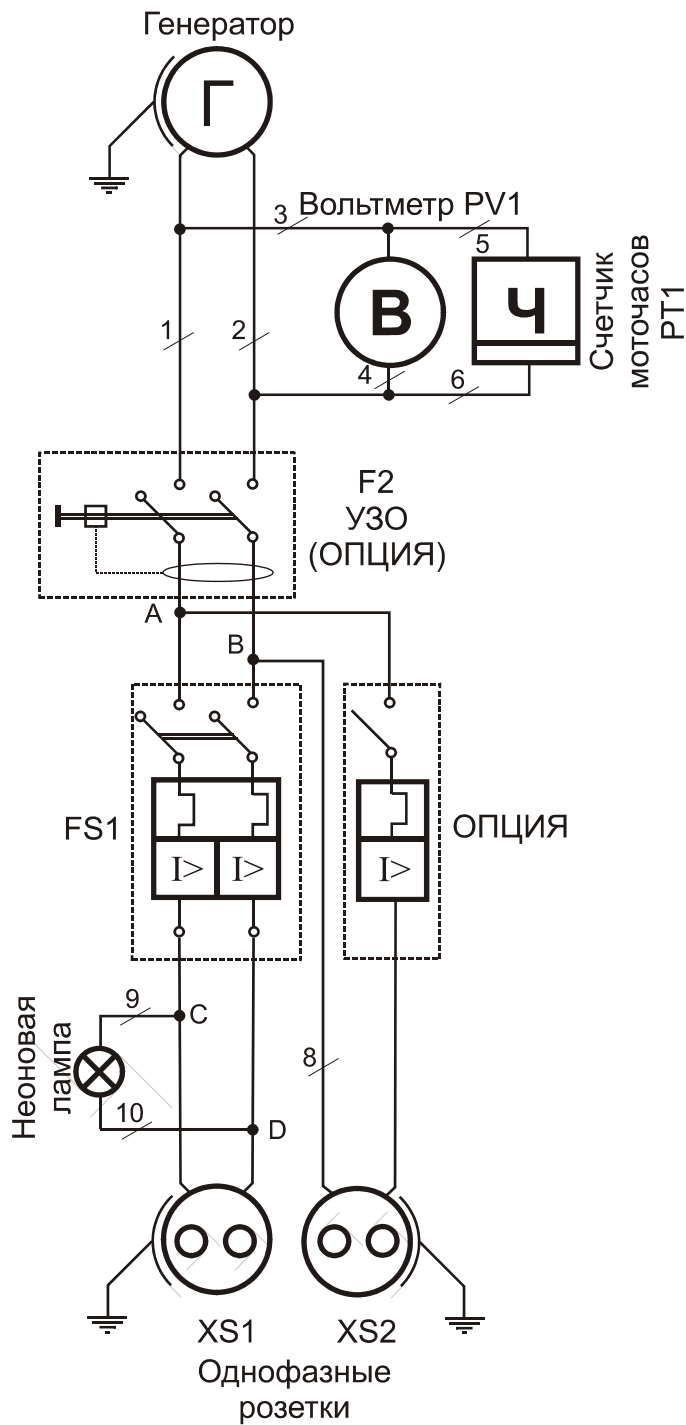 Генератор
Г
Вольтметр PV1
3
5
В
Ч
Счетчик
моточасов
PT1
1
2
4
6
F2
УЗО
(ОПЦИЯ)
A
B
FS1
I>
I>
I>
ОПЦИЯ
Неоновая
лампа
9
C
8
10
D
XS1
XS2
Однофазные
розетки